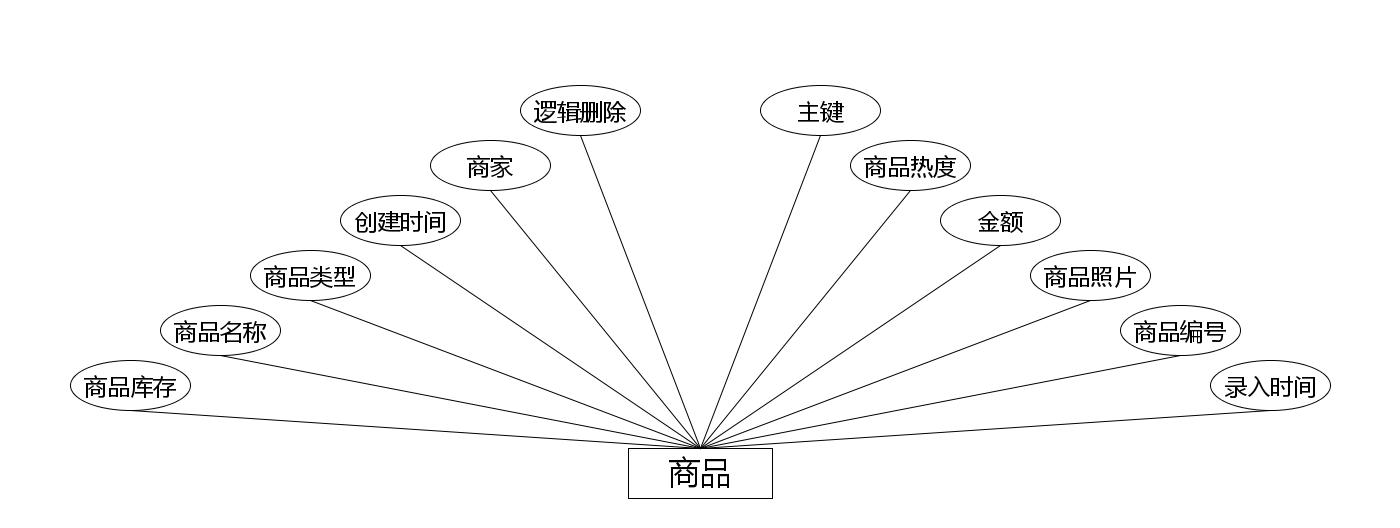 逻辑删除
主键
商家
商品热度
创建时间
金额
商品类型
商品照片
商品名称
商品编号
商品库存
录入时间
商品